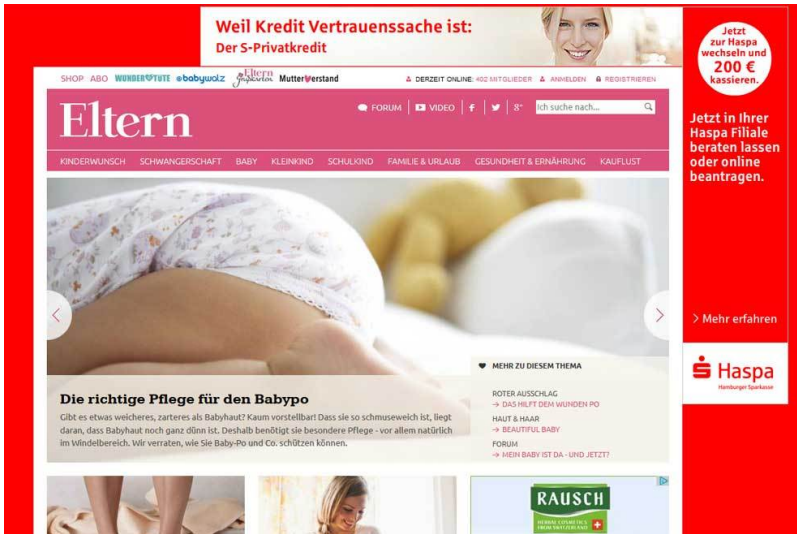 Weil Kredit Vertrauenssache ist:
Der S-Privatkredit
Jetzt
zur Haspa
wechseln und
200 €
kassieren.
Jetzt in Ihrer
Haspa Filiale
beraten lassen
oder online
beantragen.
> Mehr erfahren
Haspa
Hamburger Sparkasse
SHOP ABO WUNDERTÜTE babywalz Eltern Mutterverstand
DERZEIT ONLINE: 402 MITGLIEDER ANMELDEN REGISTRIEREN
Eltern
FORUM VIDEO f 8+ Ich suche nach...
KINDERWUNSCH SCHWANGERSCHAFT BABY KLEINKIND SCHULKIND FAMILIE & URLAUB GESUNDHEIT & ERNÄHRUNG KAUFLUST
Die richtige Pflege für den Babypo
Gibt es etwas weicheres, zarteres als Babyhaut? Kaum vorstellbar! Dass sie so schmuseweich ist, liegt
daran, dass Babyhaut noch ganz dünn ist. Deshalb benötigt sie besondere Pflege - vor allem natürlich
im Windelbereich. Wir verraten, wie Sie Baby-Po und Co. schützen können.
MEHR ZU DIESEM THEMA
ROTER AUSSCHLAG
→ DAS HILFT DEM WUNDEN PO
HAUT & HAAR
→ BEAUTIFUL BABY
FORUM
→ MEIN BABY IST DA - UND JETZT?
RAUSCH
HERBAL COSMETICS
FROM SWITZERLAND